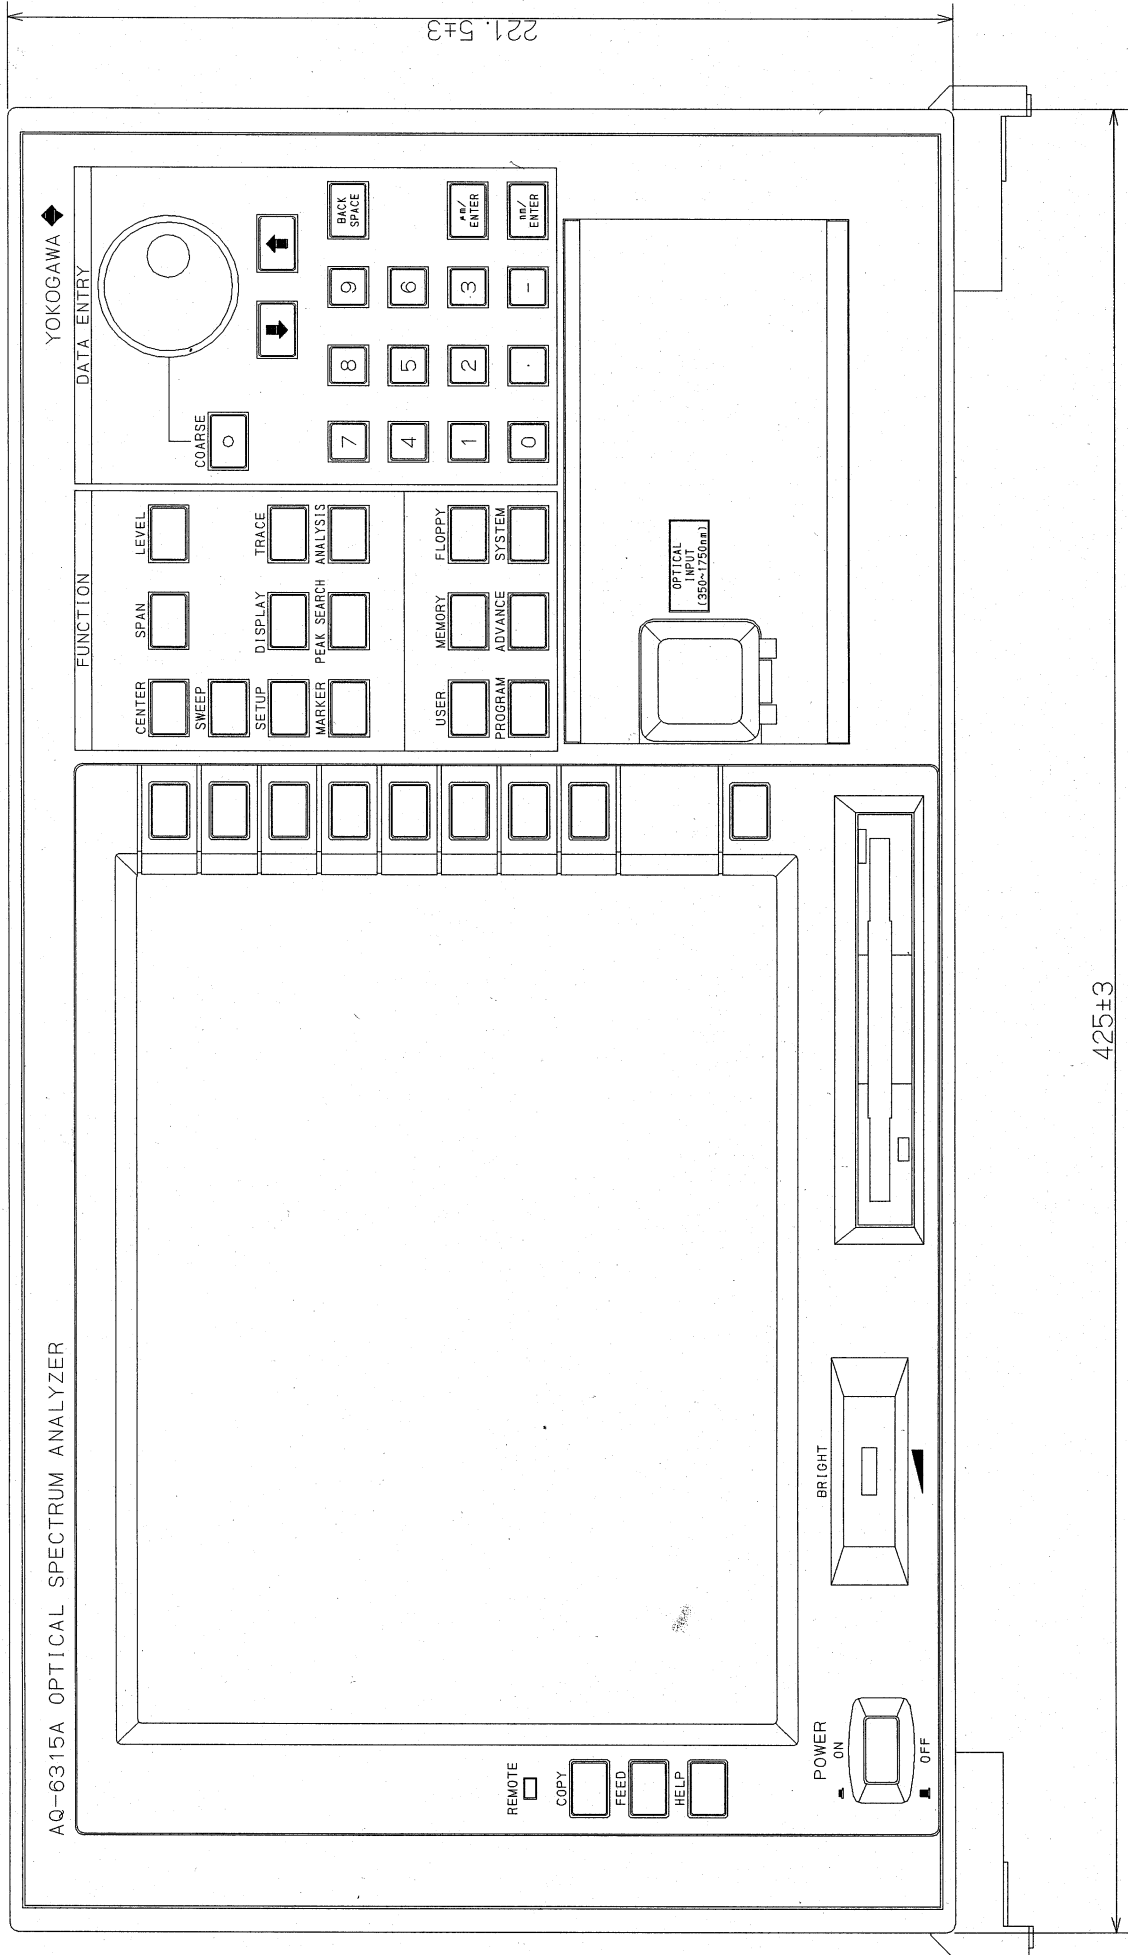 221.5±3
AQ-6315A OPTICAL SPECTRUM ANALYZER
YOKOGAWA
FUNCTION
DATA ENTRY
CENTER
SPAN
LEVEL
SWEEP
SETUP
DISPLAY
TRACE
MARKER
PEAK SEARCH
ANALYSIS
USER
MEMORY
FLOPPY
PROGRAM
ADVANCE
SYSTEM
COARSE
7
8
9
BACK
SPACE
4
5
6
1
2
3
μm/
ENTER
0
.
-
nm/
ENTER
OPTICAL
INPUT
(350~1750nm)
REMOTE
COPY
FEED
HELP
POWER
ON
OFF
BRIGHT
425±3